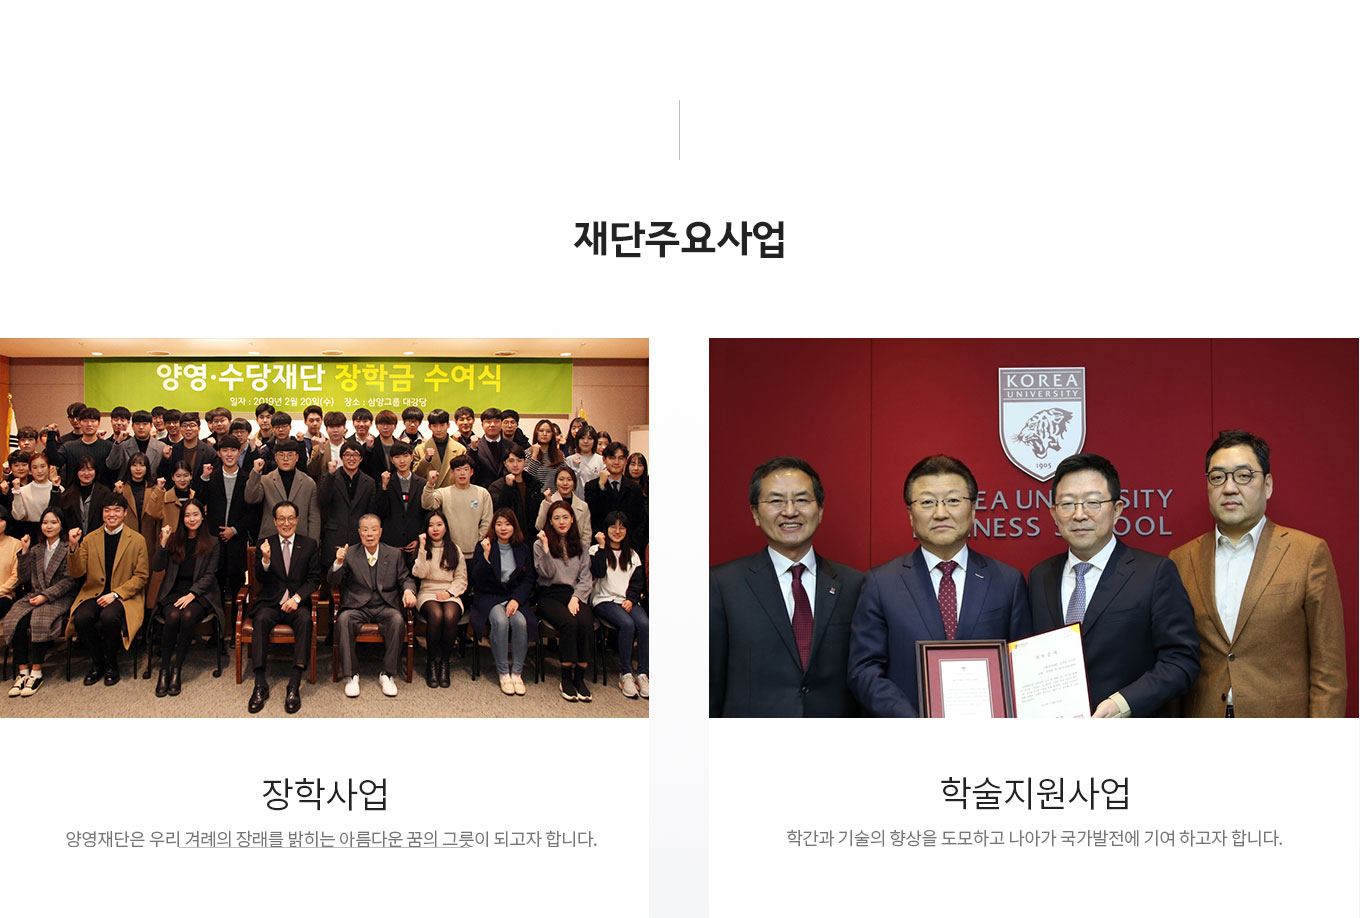 재단주요사업
양영·수당재단 장학금 수여식
일자 : 2019년 2월 20일(수) 장소 : 삼양그룹 대강당
KOREA
UNIVERSITY
1905
UNIVERSITY
SCHOOL
장학사업
양영재단은 우리 겨례의 장래를 밝히는 아름다운 꿈의 그릇이 되고자 합니다.
학술지원사업
학간과 기술의 향상을 도모하고 나아가 국가발전에 기여 하고자 합니다.